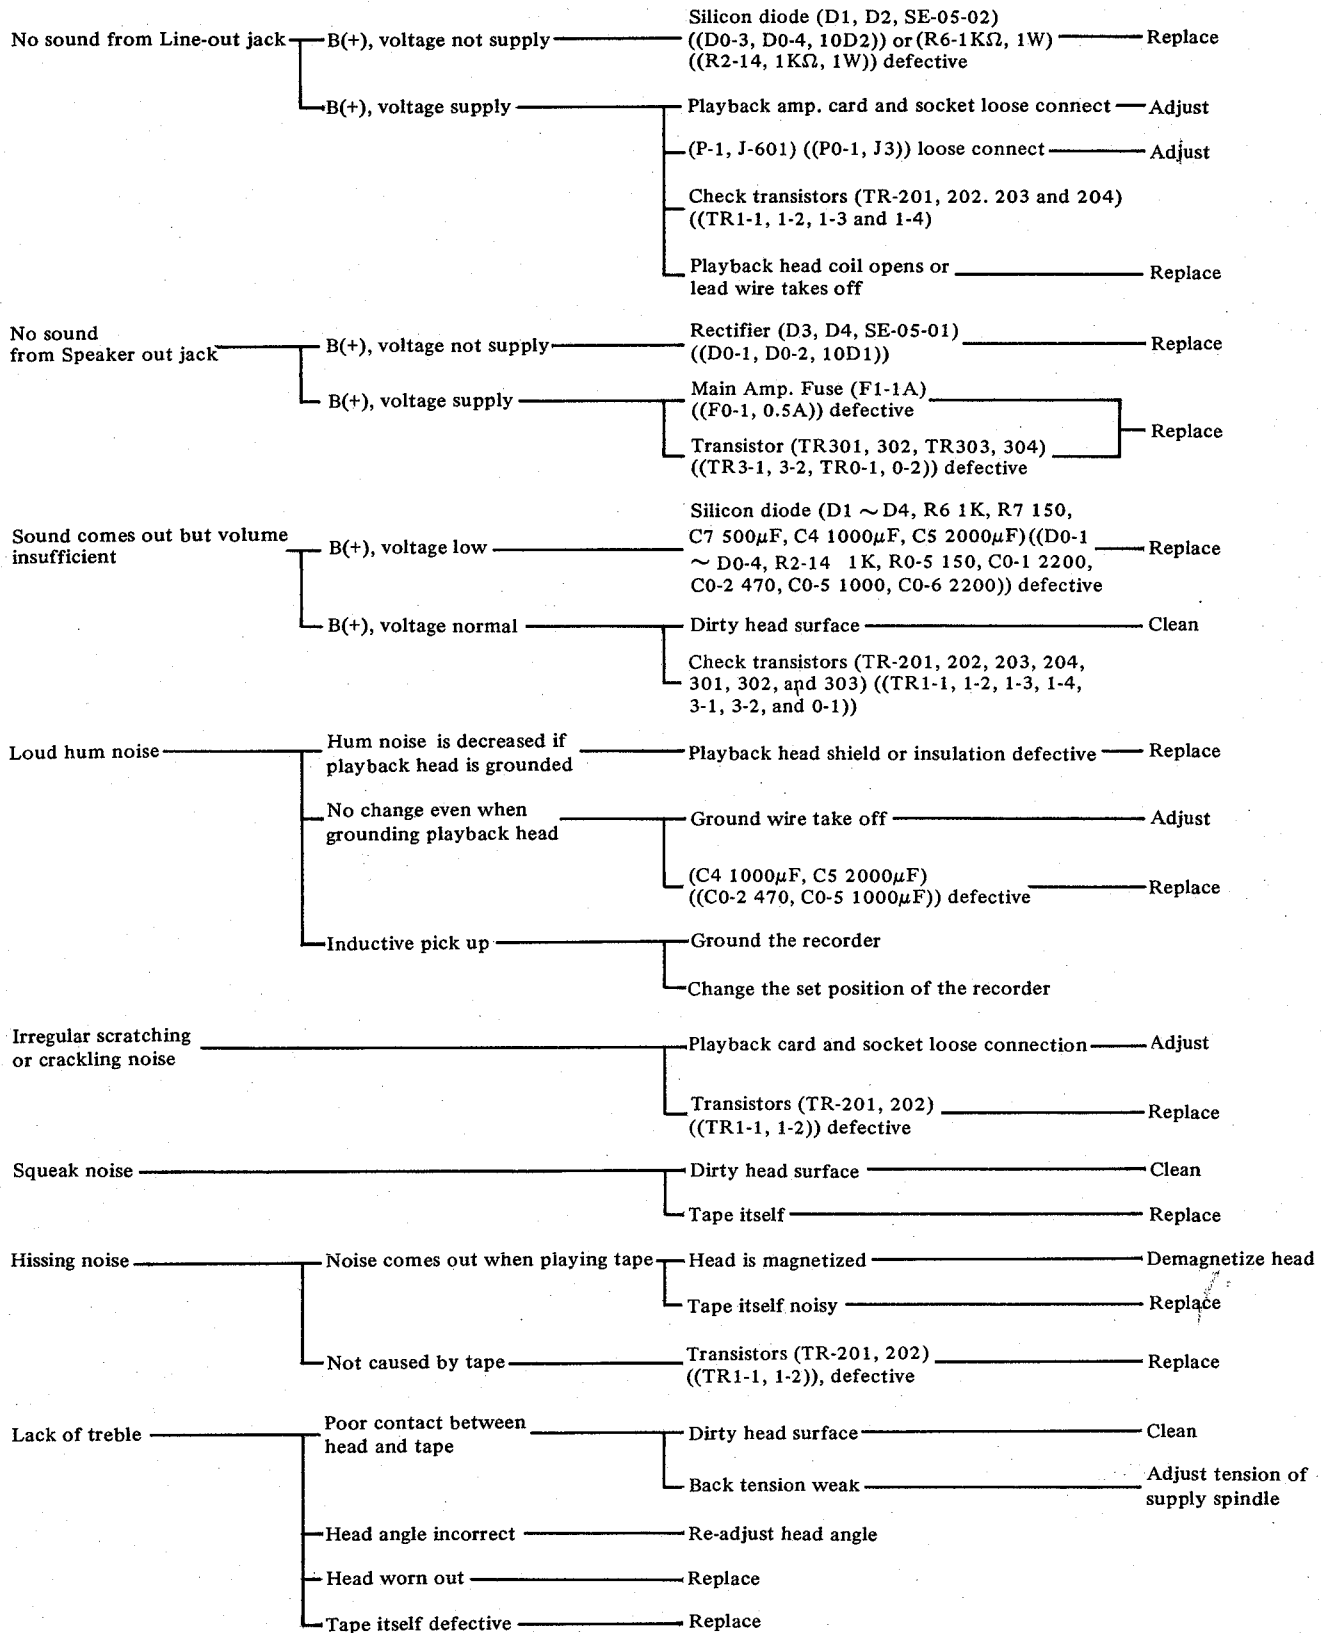 No sound from Line-out jack
B(+), voltage not supply
Silicon diode (D1, D2, SE-05-02)
((D0-3, D0-4, 10D2)) or (R6-1KΩ, 1W)
((R2-14, 1KΩ, 1W)) defective
Replace
B(+), voltage supply
Playback amp. card and socket loose connect
Adjust
(P-1, J-601) ((P0-1, J3)) loose connect
Adjust
Check transistors (TR-201, 202. 203 and 204)
((TR1-1, 1-2, 1-3 and 1-4)
Playback head coil opens or
lead wire takes off
Replace
No sound
from Speaker out jack
B(+), voltage not supply
Rectifier (D3, D4, SE-05-01)
((D0-1, D0-2, 10D1))
Replace
B(+), voltage supply
Main Amp. Fuse (F1-1A)
((F0-1, 0.5A)) defective
Transistor (TR301, 302, TR303, 304)
((TR3-1, 3-2, TR0-1, 0-2)) defective
Replace
Sound comes out but volume
insufficient
B(+), voltage low
Silicon diode (D1 ~ D4, R6 1K, R7 150,
C7 500μF, C4 1000μF, C5 2000μF)((D0-1
~ D0-4, R2-14 1K, R0-5 150, C0-1 2200,
C0-2 470, C0-5 1000, C0-6 2200)) defective
Replace
B(+), voltage normal
Dirty head surface
Clean
Check transistors (TR-201, 202, 203, 204,
301, 302, and 303) ((TR1-1, 1-2, 1-3, 1-4,
3-1, 3-2, and 0-1))
Loud hum noise
Hum noise is decreased if
playback head is grounded
Playback head shield or insulation defective
Replace
No change even when
grounding playback head
Ground wire take off
Adjust
(C4 1000μF, C5 2000μF)
((C0-2 470, C0-5 1000μF)) defective
Replace
Inductive pick up
Ground the recorder
Change the set position of the recorder
Irregular scratching
or crackling noise
Playback card and socket loose connection
Adjust
Transistors (TR-201, 202)
((TR1-1, 1-2)) defective
Replace
Squeak noise
Dirty head surface
Clean
Tape itself
Replace
Hissing noise
Noise comes out when playing tape
Head is magnetized
Demagnetize head
Tape itself noisy
Replace
Not caused by tape
Transistors (TR-201, 202)
((TR1-1, 1-2)), defective
Replace
Lack of treble
Poor contact between
head and tape
Dirty head surface
Clean
Back tension weak
Adjust tension of
supply spindle
Head angle incorrect
Re-adjust head angle
Head worn out
Replace
Tape itself defective
Replace